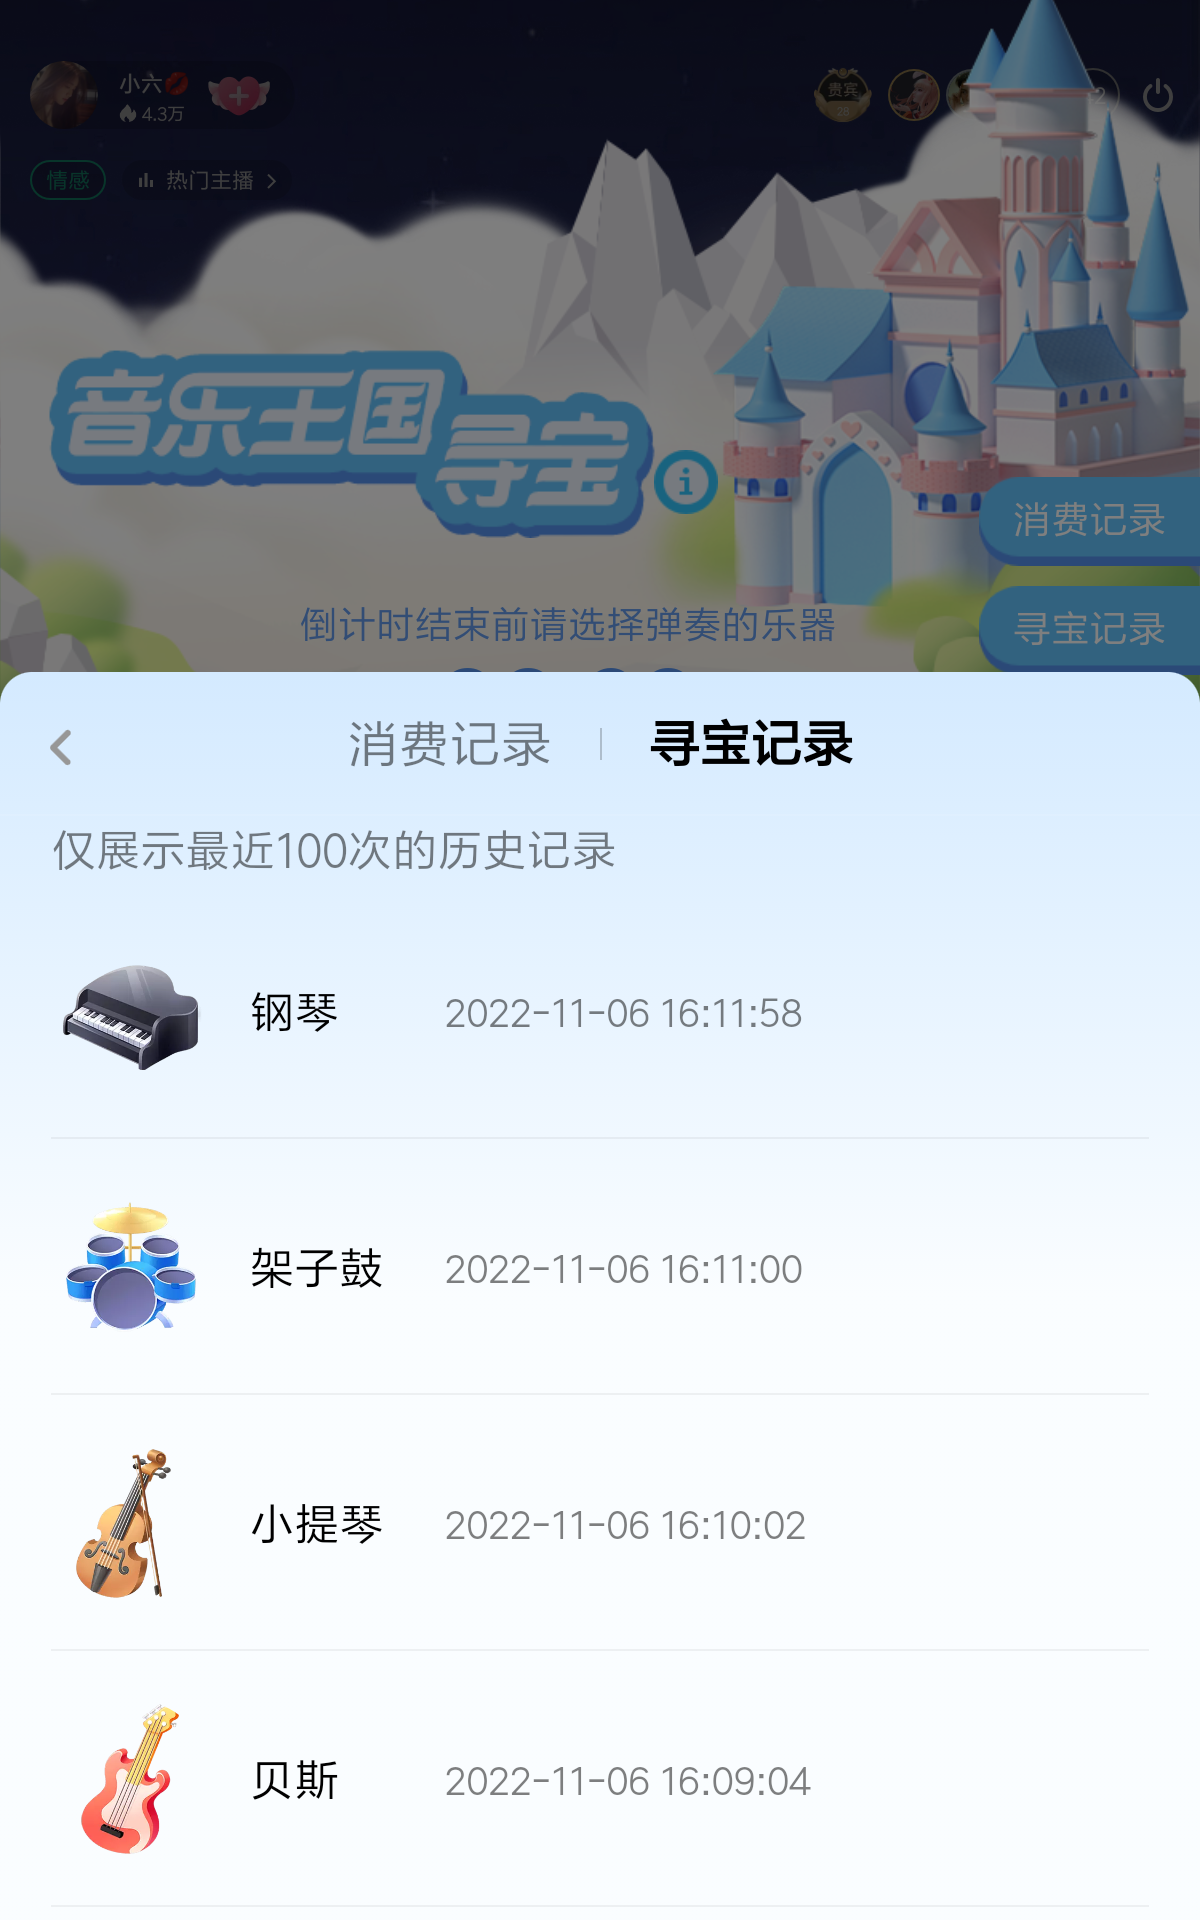 小六💋
4.3万
贵宾
28
情感
热门主播
音乐王国
寻宝
消费记录
寻宝记录
倒计时结束前请选择弹奏的乐器
消费记录
寻宝记录
仅展示最近100次的历史记录
钢琴 2022-11-06 16:11:58
架子鼓 2022-11-06 16:11:00
小提琴 2022-11-06 16:10:02
贝斯 2022-11-06 16:09:04